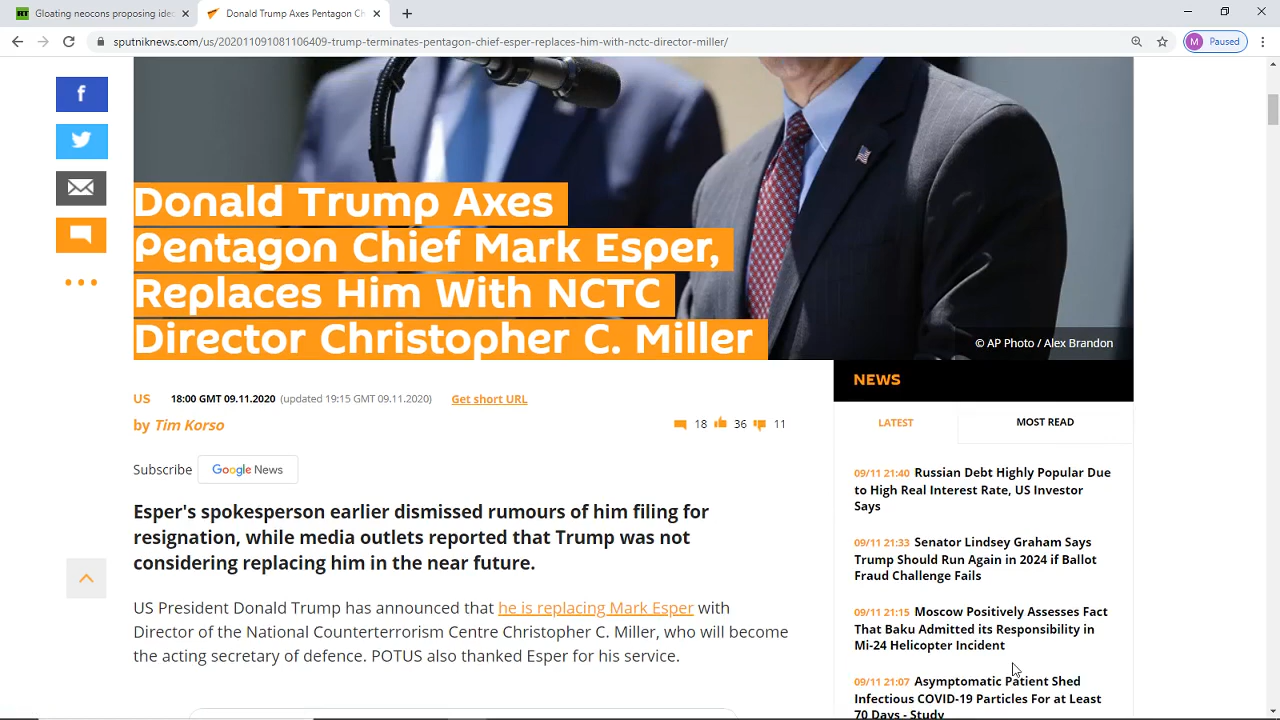 Gloating neocons proposing idea
Donald Trump Axes Pentagon Ch
sputniknews.com/us/202011091081106409-trump-terminates-pentagon-chief-esper-replaces-him-with-nctc-director-miller/
M Paused
Donald Trump Axes
Pentagon Chief Mark Esper,
Replaces Him With NCTC
Director Christopher C. Miller
© AP Photo / Alex Brandon
US 18:00 GMT 09.11.2020 (updated 19:15 GMT 09.11.2020) Get short URL
by Tim Korso
18 36 11
Subscribe Google News
Esper's spokesperson earlier dismissed rumours of him filing for
resignation, while media outlets reported that Trump was not
considering replacing him in the near future.
US President Donald Trump has announced that he is replacing Mark Esper with
Director of the National Counterterrorism Centre Christopher C. Miller, who will become
the acting secretary of defence. POTUS also thanked Esper for his service.
NEWS
LATEST MOST READ
09/11 21:40 Russian Debt Highly Popular Due
to High Real Interest Rate, US Investor
Says
09/11 21:33 Senator Lindsey Graham Says
Trump Should Run Again in 2024 if Ballot
Fraud Challenge Fails
09/11 21:15 Moscow Positively Assesses Fact
That Baku Admitted its Responsibility in
Mi-24 Helicopter Incident
09/11 21:07 Asymptomatic Patient Shed
Infectious COVID-19 Particles For at Least
70 Days - Study